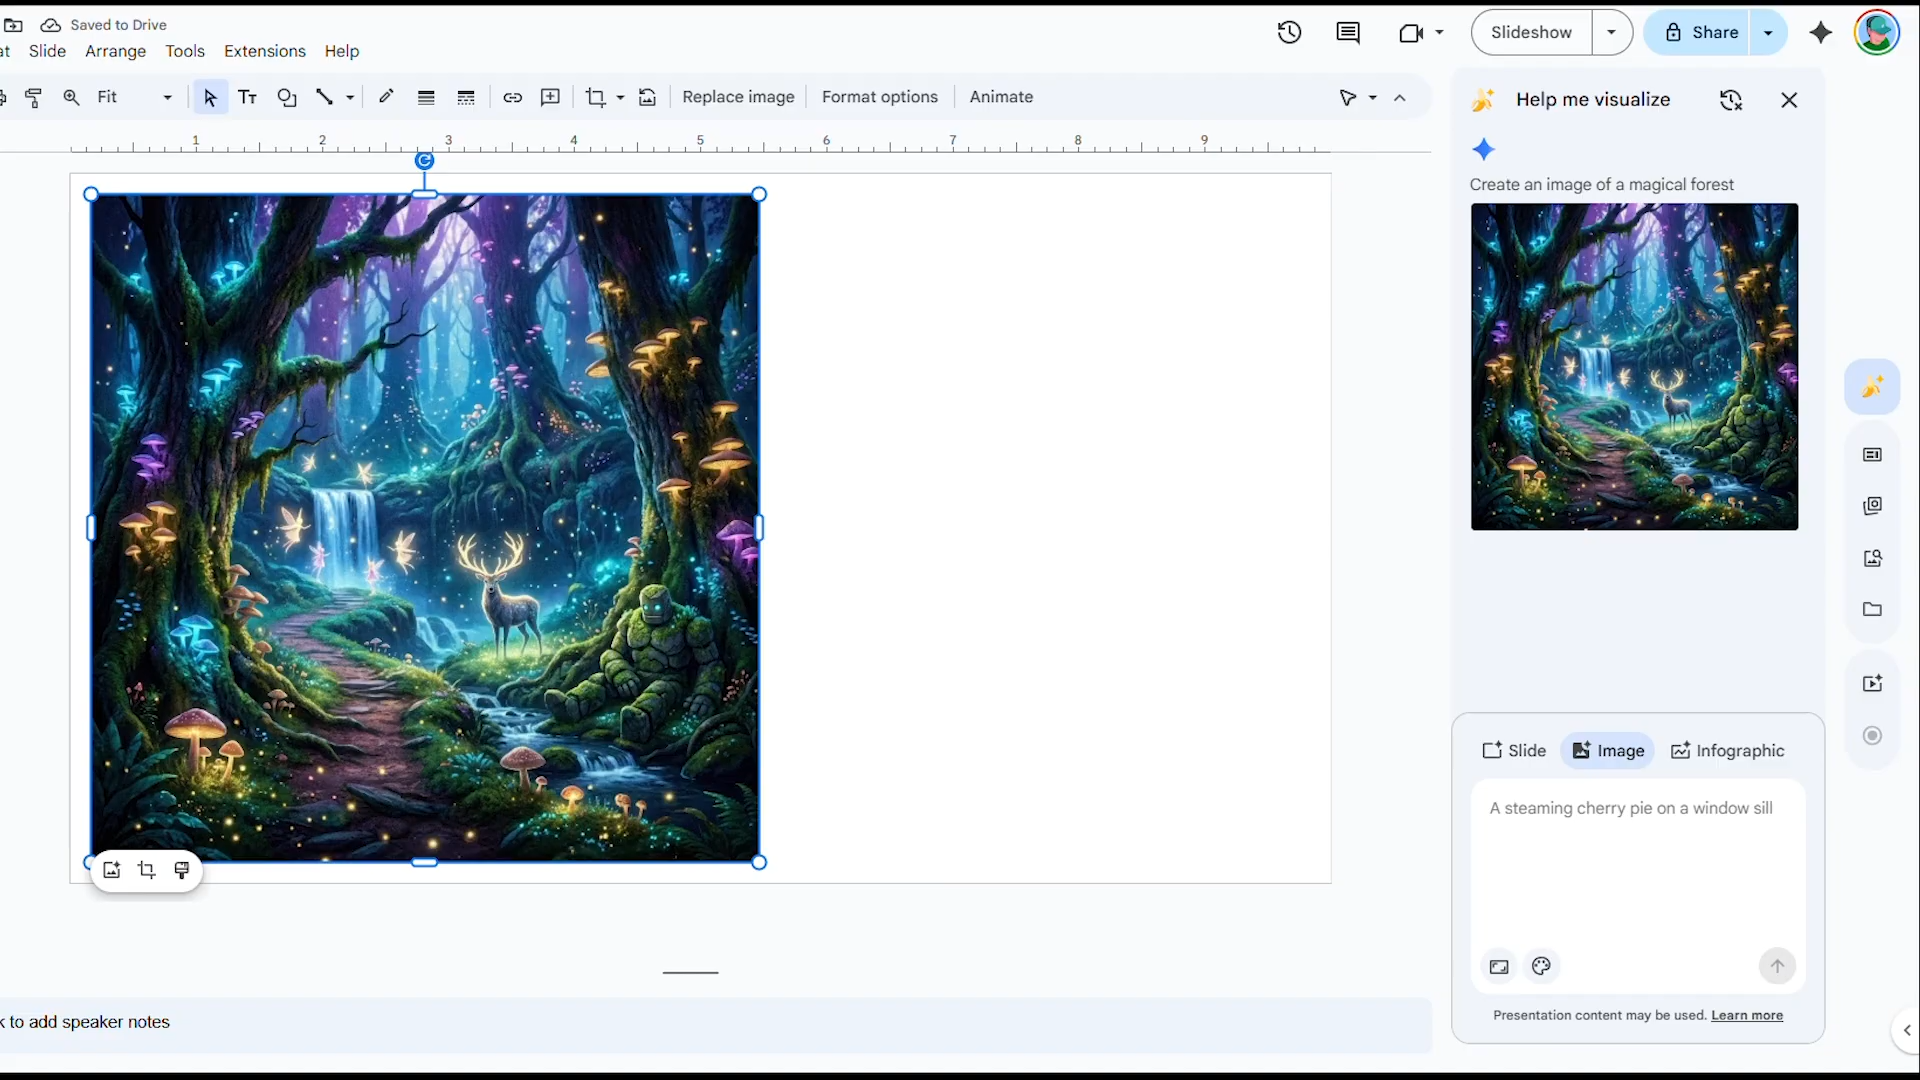 Saved to Drive
at Slide Arrange Tools Extensions Help
Slideshow
Share
Fit
Replace image
Format options
Animate
1 2 3 4 5 6 7 8 9
Help me visualize
Create an image of a magical forest
Slide
Image
Infographic
A steaming cherry pie on a window sill
Presentation content may be used. Learn more
k to add speaker notes